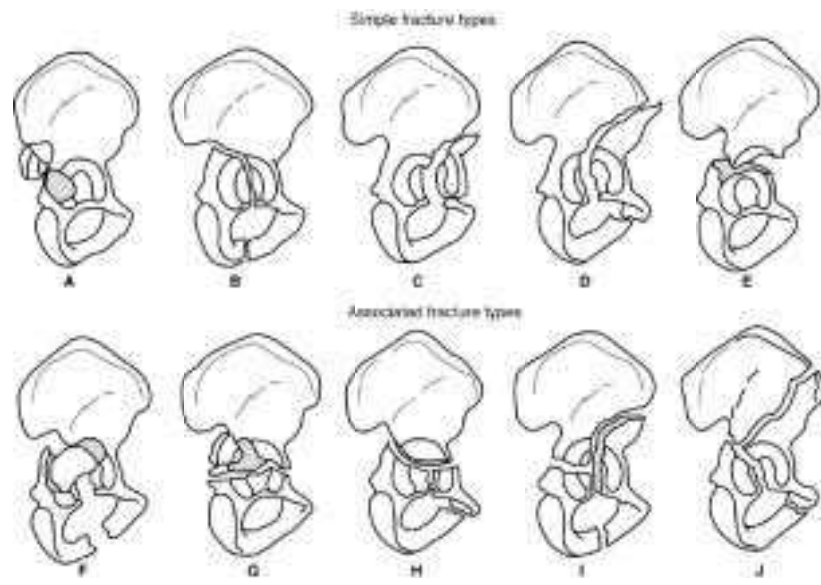 Simple fracture types
A B C D E
Associated fracture types
F G H I J